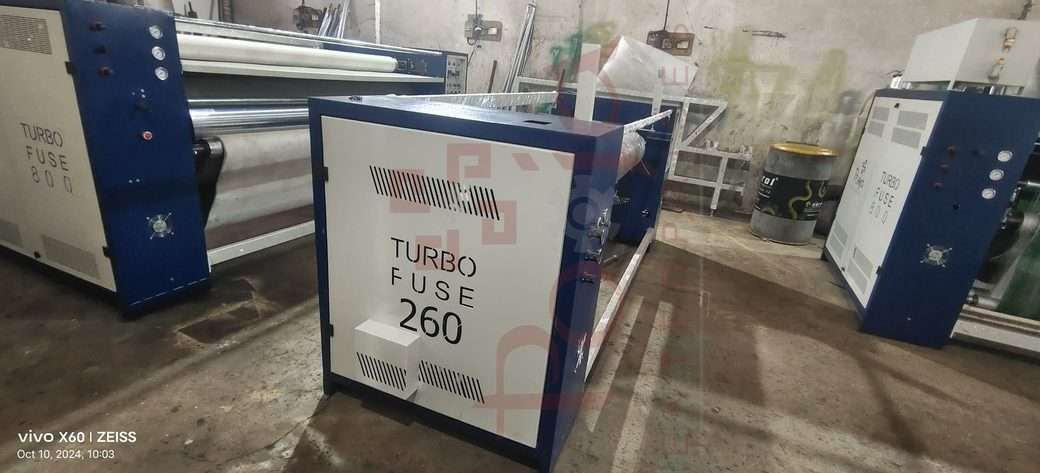 TURBO
FUSE
800
TURBO
FUSE
260
TURBO
FUSE
800
vivo X60 | ZEISS
Oct 10, 2024, 10:03